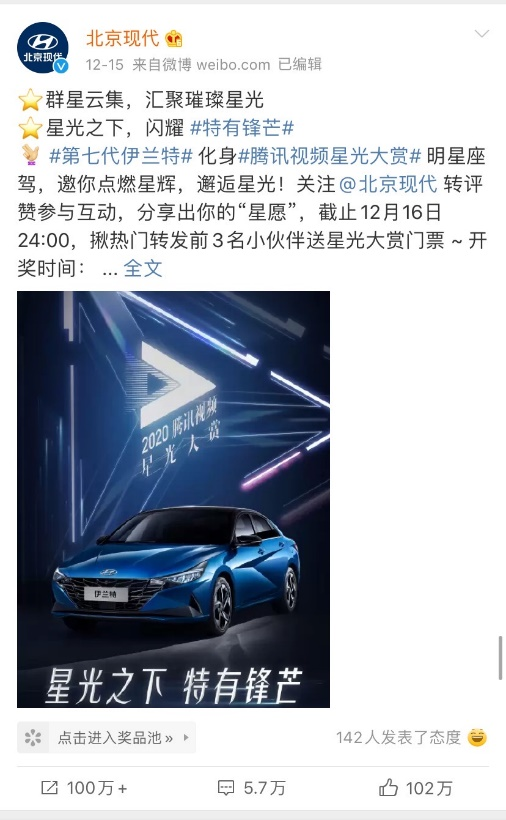 北京现代
北京现代
12-15 来自微博 weibo.com 已编辑
群星云集，汇聚璀璨星光
星光之下，闪耀 #特有锋芒#
#第七代伊兰特# 化身#腾讯视频星光大赏# 明星座
驾，邀你点燃星辉，邂逅星光！关注@北京现代 转评
赞参与互动，分享出你的“星愿”，截止12月16日
24:00，揪热门转发前3名小伙伴送星光大赏门票 ~ 开
奖时间： ... 全文
2020 腾讯视频
星光大赏
伊兰特
星光之下 特有锋芒
点击进入奖品池 »
142人发表了态度
100万+ 5.7万 102万